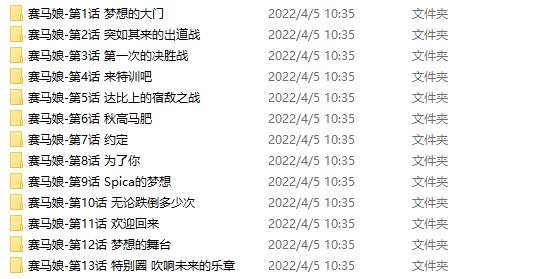 赛马娘-第1话 梦想的大门 2022/4/5 10:35 文件夹
赛马娘-第2话 突如其来的出道战 2022/4/5 10:35 文件夹
赛马娘-第3话 第一次的决胜战 2022/4/5 10:35 文件夹
赛马娘-第4话 来特训吧 2022/4/5 10:35 文件夹
赛马娘-第5话 达比上的宿敌之战 2022/4/5 10:35 文件夹
赛马娘-第6话 秋高马肥 2022/4/5 10:35 文件夹
赛马娘-第7话 约定 2022/4/5 10:35 文件夹
赛马娘-第8话 为了你 2022/4/5 10:35 文件夹
赛马娘-第9话 Spica的梦想 2022/4/5 10:35 文件夹
赛马娘-第10话 无论跌倒多少次 2022/4/5 10:35 文件夹
赛马娘-第11话 欢迎回来 2022/4/5 10:35 文件夹
赛马娘-第12话 梦想的舞台 2022/4/5 10:35 文件夹
赛马娘-第13话 特别圈 吹响未来的乐章 2022/4/5 10:35 文件夹